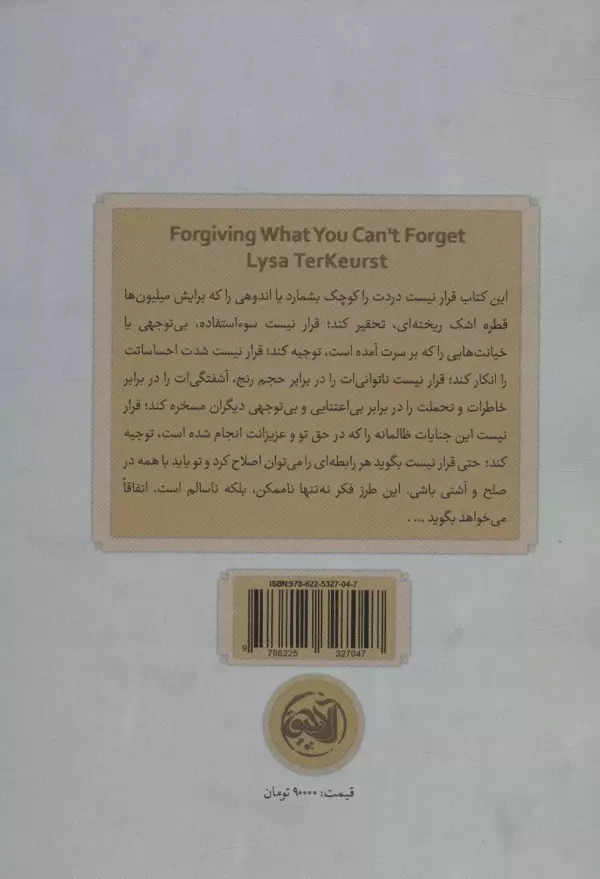 Forgiving What You Can't Forget
Lysa TerKeurst
این کتاب قرار نیست دردت را کوچک بشمارد یا اندوهی را که برایش میلیون‌ها
قطره اشک ریخته‌ای، تحقیر کند؛ قرار نیست سوءاستفاده، بی‌توجهی یا
خیانت‌هایی را که بر سرت آمده است، توجیه کند؛ قرار نیست شدت احساساتت
را انکار کند؛ قرار نیست ناتوانی‌ات را در برابر حجم رنج، آشفتگی‌ات را در برابر
خاطرات و تحملت را در برابر بی‌اعتنایی و بی‌توجهی دیگران مسخره کند؛ قرار
نیست این جنایات ظالمانه را که در حق تو و عزیزانت انجام شده است، توجیه
کند؛ حتی قرار نیست بگوید هر رابطه‌ای را می‌توان اصلاح کرد و تو باید با همه در
صلح و آشتی باشی. این طرز فکر نه‌تنها ناممکن، بلکه ناسالم است. اتفاقاً
می‌خواهد بگوید ... .
ISBN:978-622-5327-04-7
9 786225 327047
قیمت: ۹۰۰۰۰ تومان